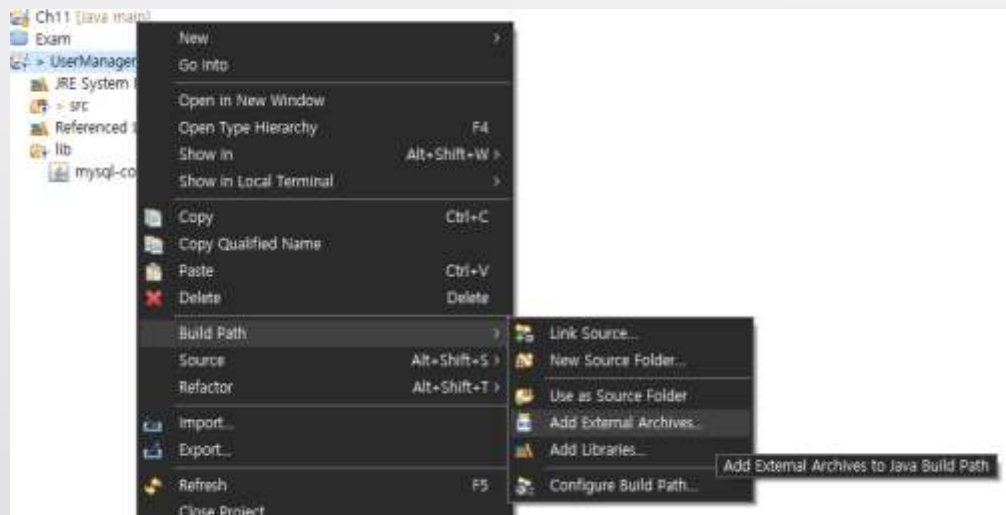 Ch11 [Java main]
Exam
> UserManager
JRE System
> src
Referenced
lib
mysql-co
New
Go Into
Open in New Window
Open Type Hierarchy F4
Show In Alt+Shift+W >
Show in Local Terminal
Copy Ctrl+C
Copy Qualified Name
Paste Ctrl+V
Delete Delete
Build Path
Source Alt+Shift+S >
Refactor Alt+Shift+T >
Import...
Export...
Refresh F5
Close Project
Link Source...
New Source Folder...
Use as Source Folder
Add External Archives...
Add Libraries...
Configure Build Path...
Add External Archives to Java Build Path